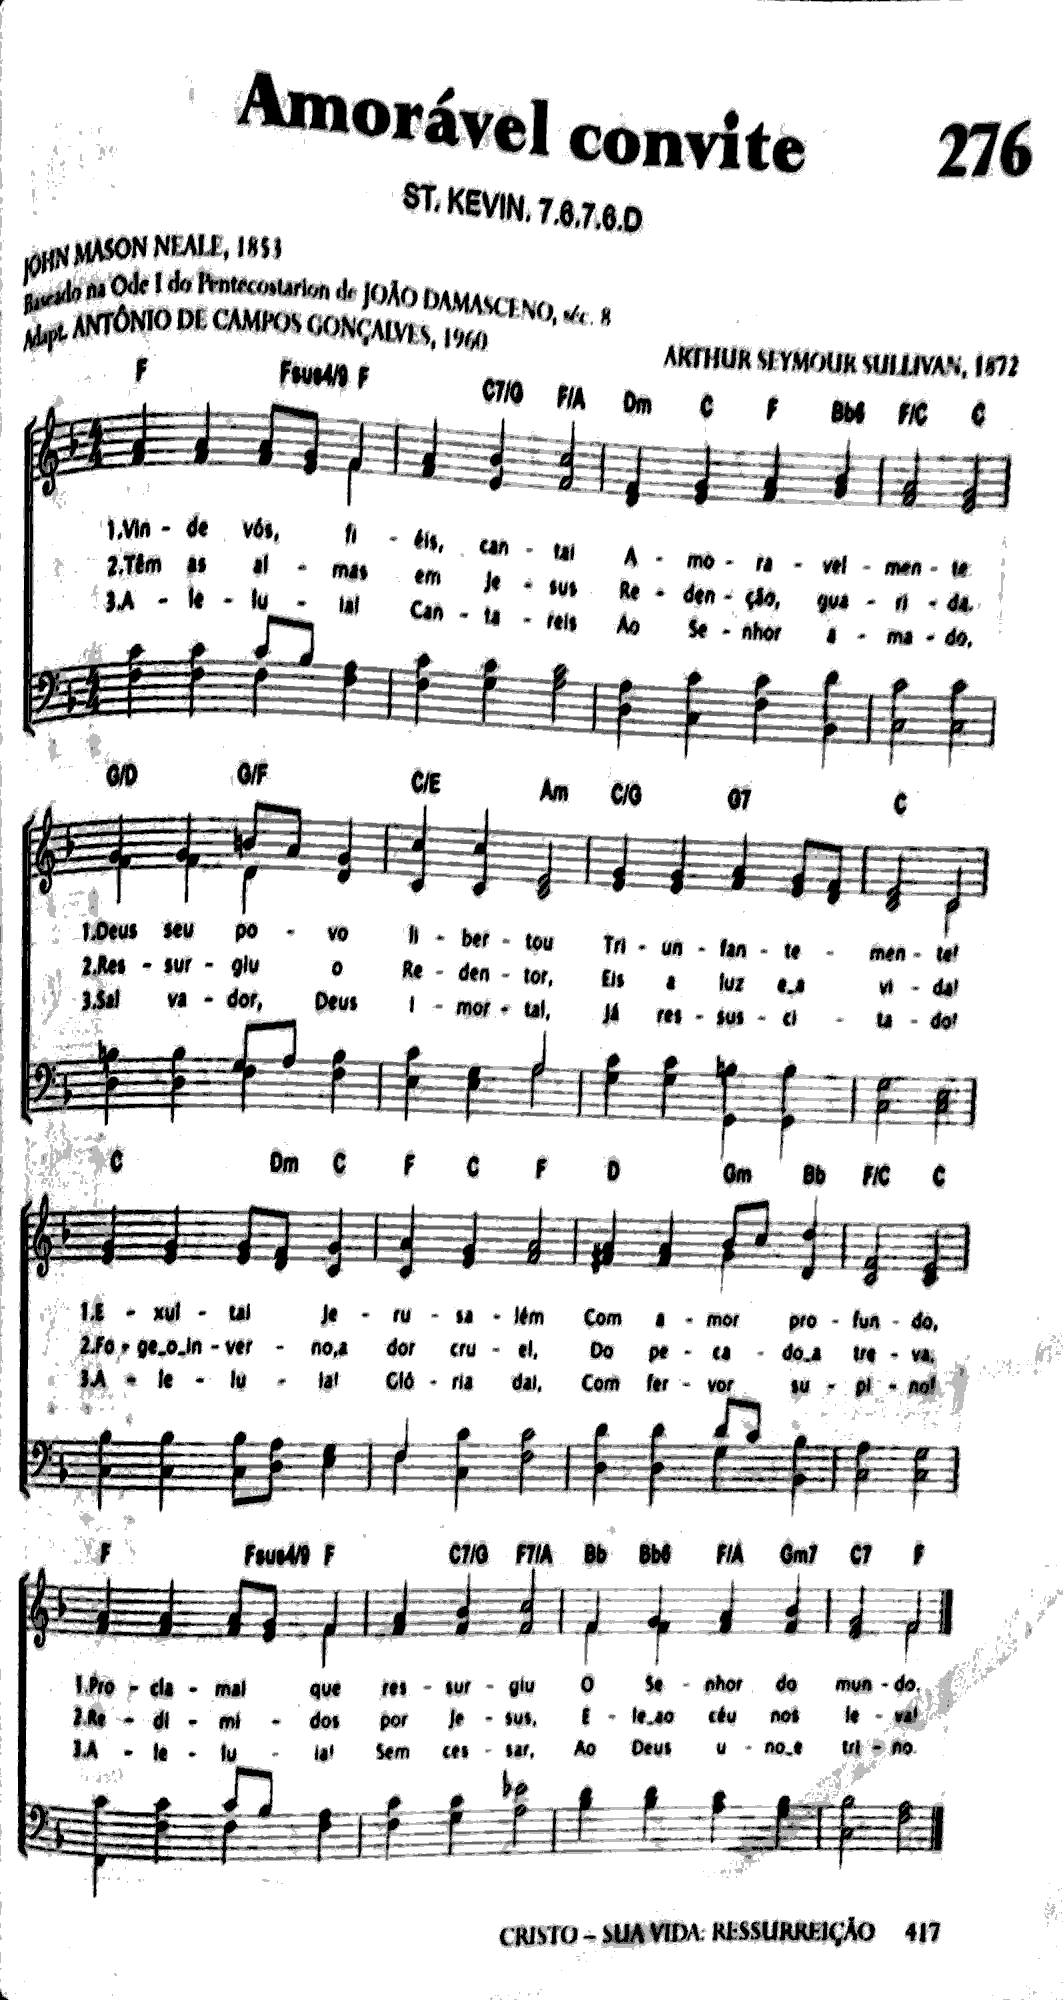 Amorável convite 276
ST. KEVIN. 7.6.7.6.D
JOHN MASON NEALE, 1853
Baseado na Ode I do Pentecostarion de JOÃO DAMASCENO, séc. 8
Adapt. ANTÔNIO DE CAMPOS GONÇALVES, 1960
ARTHUR SEYMOUR SULLIVAN, 1872
F Fsus4/9 F C7/G F/A Dm C F Bb6 F/C C
4 4
1.Vin - de vós, fi - éis, can - tai A - mo - ra - vel - men - te
2.Têm as al - mas em Je - sus Re - den - ção, gua - ri - da.
3.A - le - lu - ia! Can - ta - reis Ao Se - nhor a - ma - do,
4 4
G/D G/F C/E Am C/G G7 C
1.Deus seu po - vo li - ber - tou Tri - un - fan - te - men - te!
2.Res - sur - giu o Re - den - tor, Eis a luz e_a vi - da!
3.Sal va - dor, Deus I - mor - tal, Já res - sus - ci - ta - do!
C Dm C F C F D Gm Bb F/C C
1.E - xul - tai Je - ru - sa - lém Com a - mor pro - fun - do,
2.Fo - ge_o_in - ver - no,a dor cru - el, Do pe - ca - do_a tre - va.
3.A - le - lu - ia! Gló - ria dai, Com fer - vor su - pi - no!
F Fsus4/9 F C7/G F7/A Bb Bb6 F/A Gm7 C7 F
1.Pro - cla - mai que res - sur - giu O Se - nhor do mun - do.
2.Re - di - mi - dos por Je - sus, E - le_ao céu nos le - va!
3.A - le - lu - ia! Sem ces - sar, Ao Deus u - no_e tri - no.
CRISTO – SUA VIDA: RESSURREIÇÃO 417